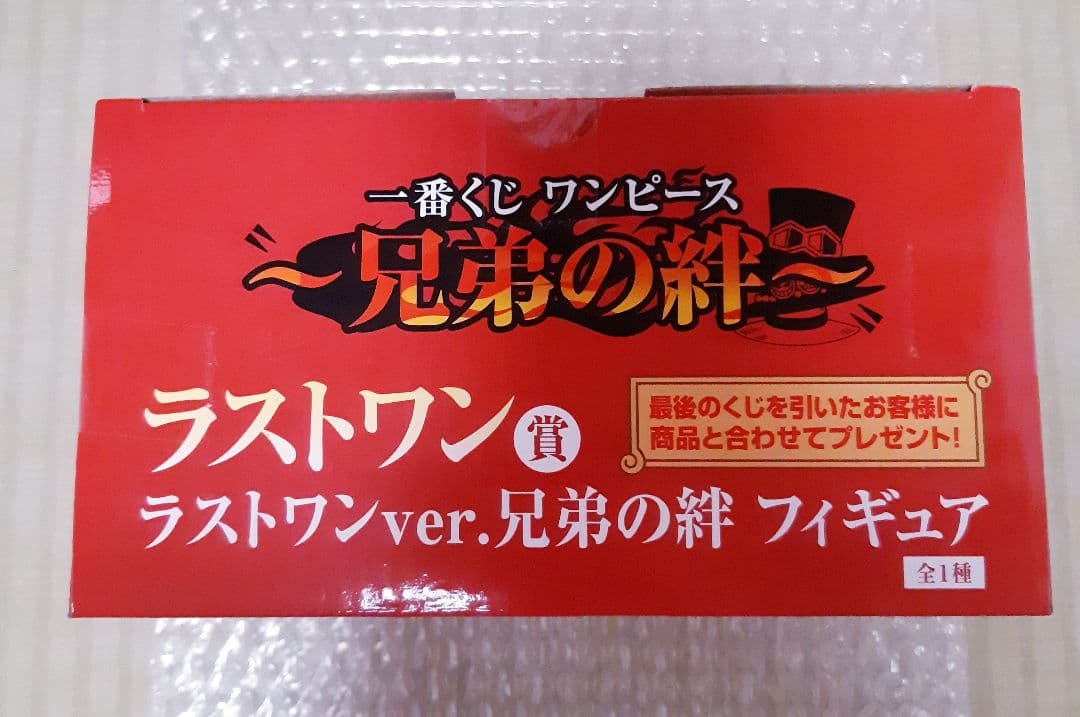 一番くじ ワンピース
～兄弟の絆～
ラストワン賞
最後のくじを引いたお客様に
商品と合わせてプレゼント!
ラストワンver.兄弟の絆 フィギュア
全1種